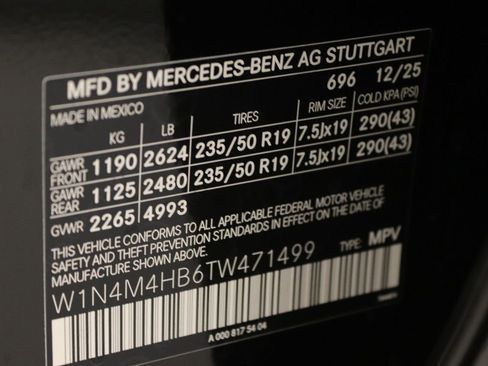 MFD BY MERCEDES-BENZ AG STUTTGART
MADE IN MEXICO 696 12/25
KG LB TIRES RIM SIZE COLD KPA(PSI)
GAWR FRONT 1190 2624 235/50 R19 7.5Jx19 290(43)
GAWR REAR 1125 2480 235/50 R19 7.5Jx19 290(43)
GVWR 2265 4993
THIS VEHICLE CONFORMS TO ALL APPLICABLE FEDERAL MOTOR VEHICLE
SAFETY AND THEFT PREVENTION STANDARDS IN EFFECT ON THE DATE OF
MANUFACTURE SHOWN ABOVE.
W1N4M4HB6TW471499 TYPE: MPV
A 000 817 54 04